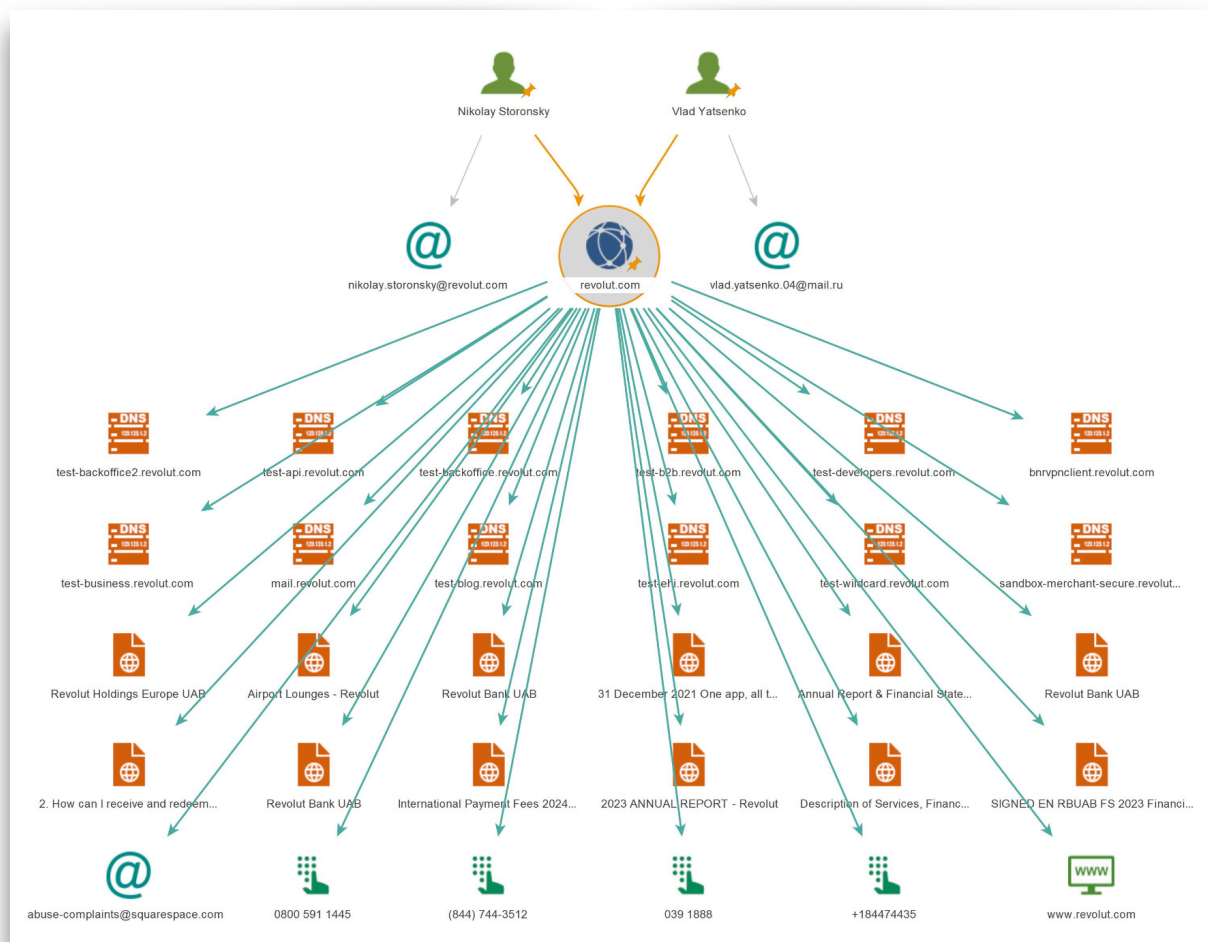 Nikolay Storonsky
Vlad Yatsenko
nikolay.storonsky@revolut.com
revolut.com
vlad.yatsenko.04@mail.ru
DNS
DNS
DNS
DNS
DNS
DNS
test-backoffice2.revolut.com
test-api.revolut.com
test-backoffice.revolut.com
test-b2b.revolut.com
test-developers.revolut.com
bnrvpnclient.revolut.com
DNS
DNS
DNS
DNS
DNS
DNS
test-business.revolut.com
mail.revolut.com
test-blog.revolut.com
test-ehi.revolut.com
test-wildcard.revolut.com
sandbox-merchant-secure.revolut...
Revolut Holdings Europe UAB
Airport Lounges - Revolut
Revolut Bank UAB
31 December 2021 One app, all t...
Annual Report & Financial State...
Revolut Bank UAB
2. How can I receive and redeem...
Revolut Bank UAB
International Payment Fees 2024...
2023 ANNUAL REPORT - Revolut
Description of Services, Financ...
SIGNED EN RBUAB FS 2023 Financi...
@
www
abuse-complaints@squarespace.com
0800 591 1445
(844) 744-3512
039 1888
+184474435
www.revolut.com